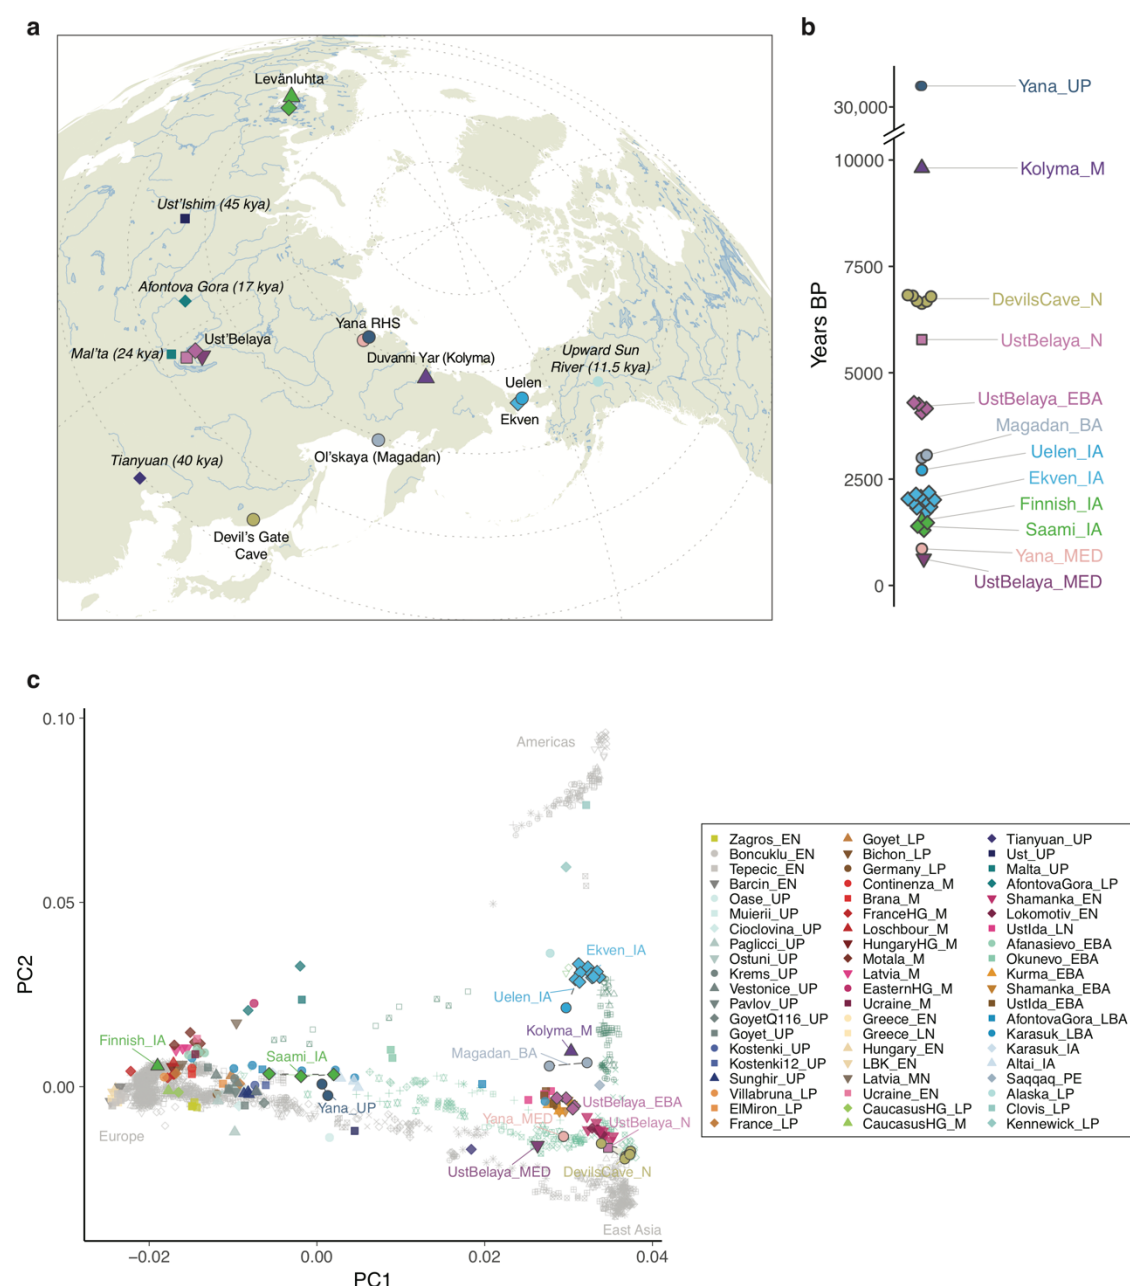 a
Levänluhta
Ust'Ishim (45 kya)
Afontova Gora (17 kya)
Yana RHS
Ust'Belaya
Mal'ta (24 kya)
Duvanni Yar (Kolyma)
Upward Sun
River (11.5 kya)
Uelen
Ekven
Ol'skaya (Magadan)
Tianyuan (40 kya)
Devil's Gate
Cave
b
Years BP
30,000
10000
7500
5000
2500
0
Yana_UP
Kolyma_M
DevilsCave_N
UstBelaya_N
UstBelaya_EBA
Magadan_BA
Uelen_IA
Ekven_IA
Finnish_IA
Saami_IA
Yana_MED
UstBelaya_MED
c
PC2
0.10
0.05
0.00
Americas
Ekven_IA
Uelen_IA
Kolyma_M
Magadan_BA
Finnish_IA
Saami_IA
Yana_UP
UstBelaya_EBA
Yana_MED
UstBelaya_N
Europe
UstBelaya_MED
DevilsCave_N
East Asia
−0.02
0.00
0.02
0.04
PC1
Zagros_EN
Boncuklu_EN
Tepecic_EN
Barcin_EN
Oase_UP
Muierii_UP
Cioclovina_UP
Paglicci_UP
Ostuni_UP
Krems_UP
Vestonice_UP
Pavlov_UP
GoyetQ116_UP
Goyet_UP
Kostenki_UP
Kostenki12_UP
Sunghir_UP
Villabruna_LP
ElMiron_LP
France_LP
Goyet_LP
Bichon_LP
Germany_LP
Continenza_M
Brana_M
FranceHG_M
Loschbour_M
HungaryHG_M
Motala_M
Latvia_M
EasternHG_M
Ucraine_M
Greece_EN
Greece_LN
Hungary_EN
LBK_EN
Latvia_MN
Ucraine_EN
CaucasusHG_LP
CaucasusHG_M
Tianyuan_UP
Ust_UP
Malta_UP
AfontovaGora_LP
Shamanka_EN
Lokomotiv_EN
UstIda_LN
Afanasievo_EBA
Okunevo_EBA
Kurma_EBA
Shamanka_EBA
UstIda_EBA
AfontovaGora_LBA
Karasuk_LBA
Karasuk_IA
Altai_IA
Saqqaq_PE
Alaska_LP
Clovis_LP
Kennewick_LP